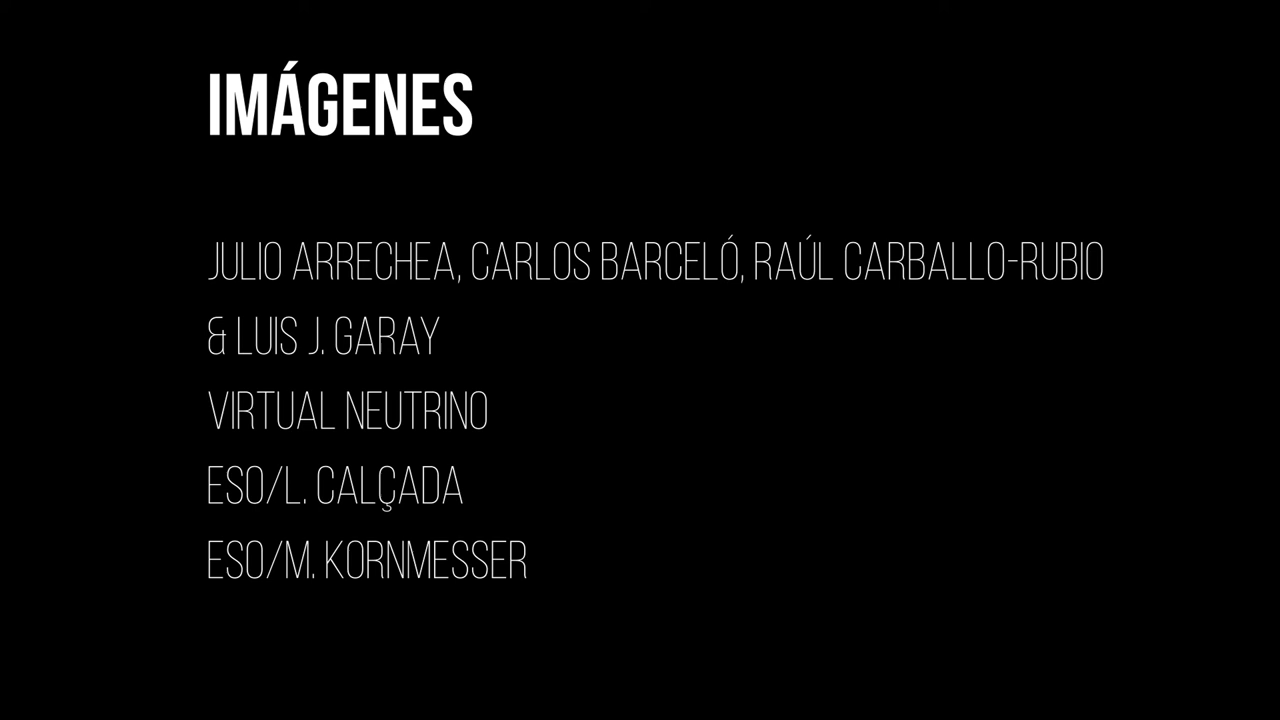 IMÁGENES
JULIO ARRECHEA, CARLOS BARCELÓ, RAÚL CARBALLO-RUBIO
& LUIS J. GARAY
VIRTUAL NEUTRINO
ESO/L. CALÇADA
ESO/M. KORNMESSER